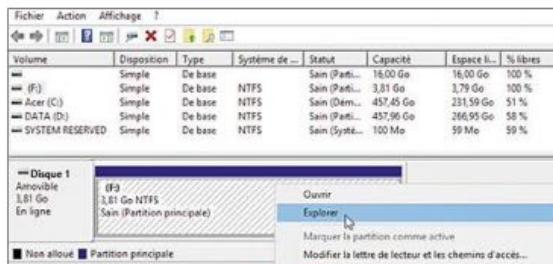 Fichier Action Affichage ?
Volume Disposition Type Système de ... Statut Capacité Espace li... % libres
Simple De base Sain (Parti... 16,00 Go 16,00 Go 100 %
(F:) Simple De base NTFS Sain (Parti... 3,81 Go 3,79 Go 100 %
Acer (C:) Simple De base NTFS Sain (Dém... 457,45 Go 231,59 Go 51 %
DATA (D:) Simple De base NTFS Sain (Parti... 457,96 Go 266,95 Go 58 %
SYSTEM RESERVED Simple De base NTFS Sain (Systè... 100 Mo 59 Mo 59 %
Disque 1
Amovible
3,81 Go
En ligne
(F:)
3,81 Go NTFS
Sain (Partition principale)
Ouvrir
Explorer
Marquer la partition comme active
Modifier la lettre de lecteur et les chemins d'accès...
Non alloué Partition principale